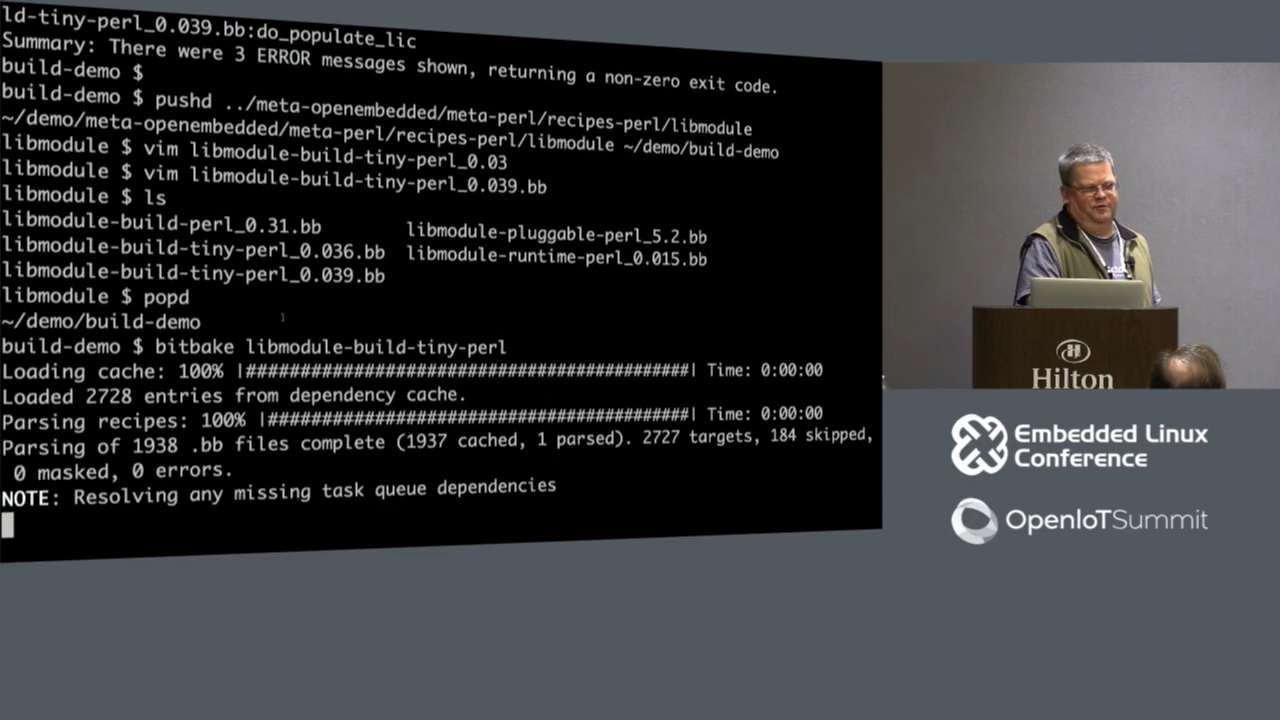 ld-tiny-perl_0.039.bb:do_populate_lic
Summary: There were 3 ERROR messages shown, returning a non-zero exit code.
build-demo $
build-demo $ pushd ../meta-openembedded/meta-perl/recipes-perl/libmodule
~/demo/meta-openembedded/meta-perl/recipes-perl/libmodule ~/demo/build-demo
libmodule $ vim libmodule-build-tiny-perl_0.03
libmodule $ vim libmodule-build-tiny-perl_0.039.bb
libmodule $ ls
libmodule-build-perl_0.31.bb libmodule-pluggable-perl_5.2.bb
libmodule-build-tiny-perl_0.036.bb libmodule-runtime-perl_0.015.bb
libmodule-build-tiny-perl_0.039.bb
libmodule $ popd
~/demo/build-demo
build-demo $ bitbake libmodule-build-tiny-perl
Loading cache: 100% |##########################################| Time: 0:00:00
Loaded 2728 entries from dependency cache.
Parsing recipes: 100% |########################################| Time: 0:00:00
Parsing of 1938 .bb files complete (1937 cached, 1 parsed). 2727 targets, 184 skipped,
0 masked, 0 errors.
NOTE: Resolving any missing task queue dependencies
Hilton
Embedded Linux
Conference
OpenIoTSummit